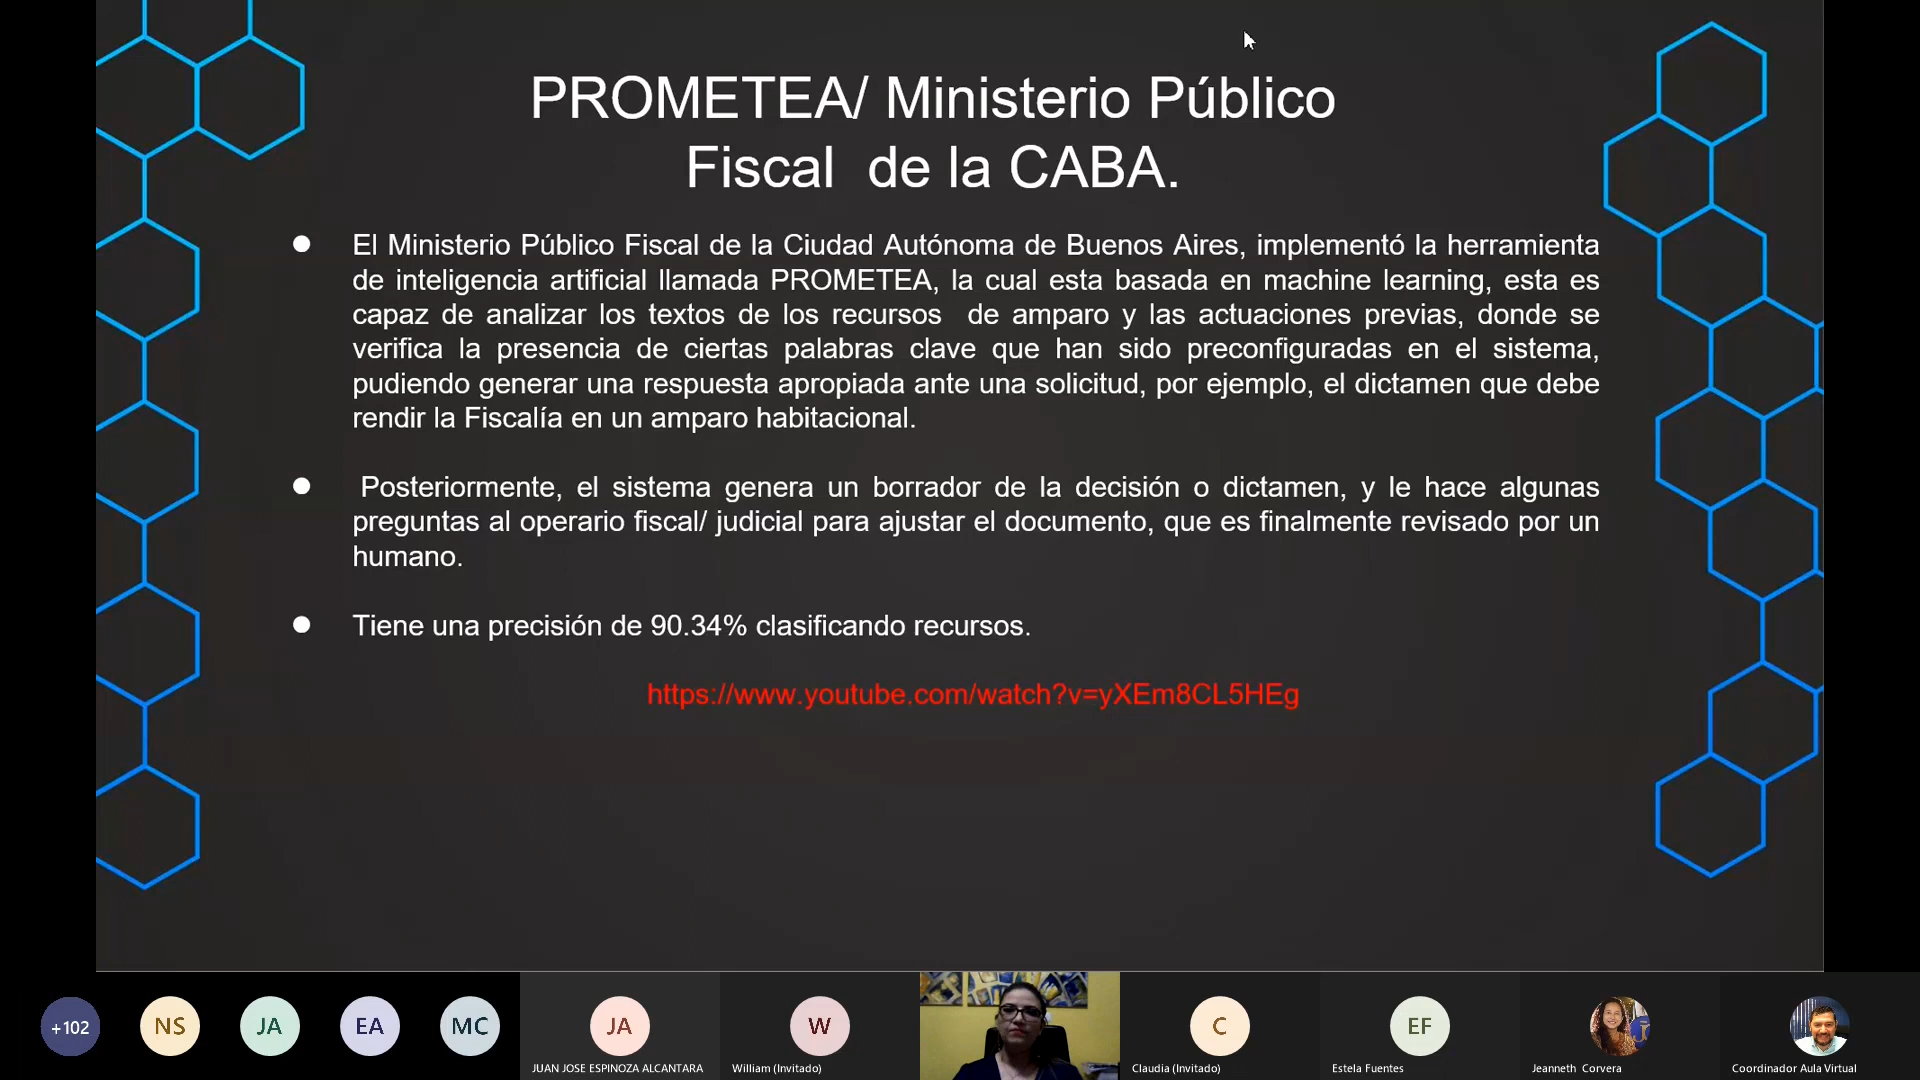 PROMETEA/ Ministerio Público
Fiscal  de la CABA.
● El Ministerio Público Fiscal de la Ciudad Autónoma de Buenos Aires, implementó la herramienta
de inteligencia artificial llamada PROMETEA, la cual esta basada en machine learning, esta es
capaz de analizar los textos de los recursos  de amparo y las actuaciones previas, donde se
verifica la presencia de ciertas palabras clave que han sido preconfiguradas en el sistema,
pudiendo generar una respuesta apropiada ante una solicitud, por ejemplo, el dictamen que debe
rendir la Fiscalía en un amparo habitacional.
● Posteriormente, el sistema genera un borrador de la decisión o dictamen, y le hace algunas
preguntas al operario fiscal/ judicial para ajustar el documento, que es finalmente revisado por un
humano.
● Tiene una precisión de 90.34% clasificando recursos.
https://www.youtube.com/watch?v=yXEm8CL5HEg
+102
NS
JA
EA
MC
JA
JUAN JOSE ESPINOZA ALCANTARA
W
William (Invitado)
C
Claudia (Invitado)
EF
Estela Fuentes
Jeanneth  Corvera
Coordinador Aula Virtual